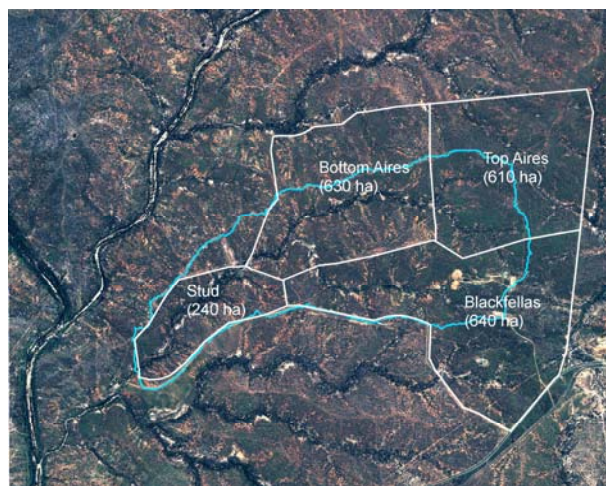 Bottom Aires
(630 ha)
Top Aires
(610 ha)
Stud
(240 ha)
Blackfellas
(640 ha)